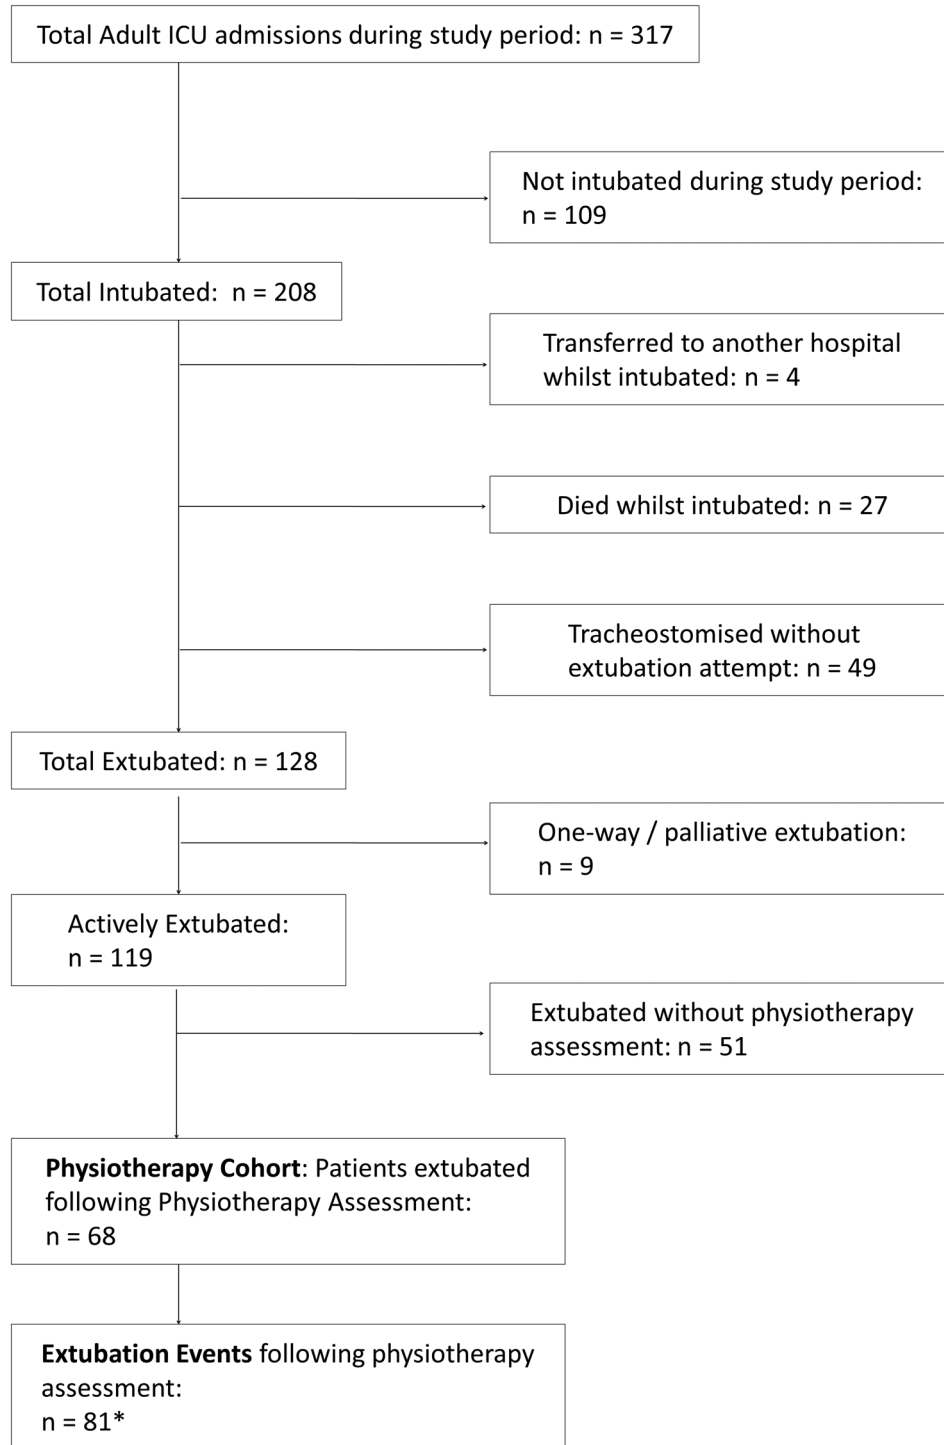 Total Adult ICU admissions during study period: n = 317
Not intubated during study period:
n = 109
Total Intubated:  n = 208
Transferred to another hospital
whilst intubated: n = 4
Died whilst intubated: n = 27
Tracheostomised without
extubation attempt: n = 49
Total Extubated: n = 128
One-way / palliative extubation:
n = 9
Actively Extubated:
n = 119
Extubated without physiotherapy
assessment: n = 51
Physiotherapy Cohort: Patients extubated
following Physiotherapy Assessment:
n = 68
Extubation Events following physiotherapy
assessment:
n = 81*